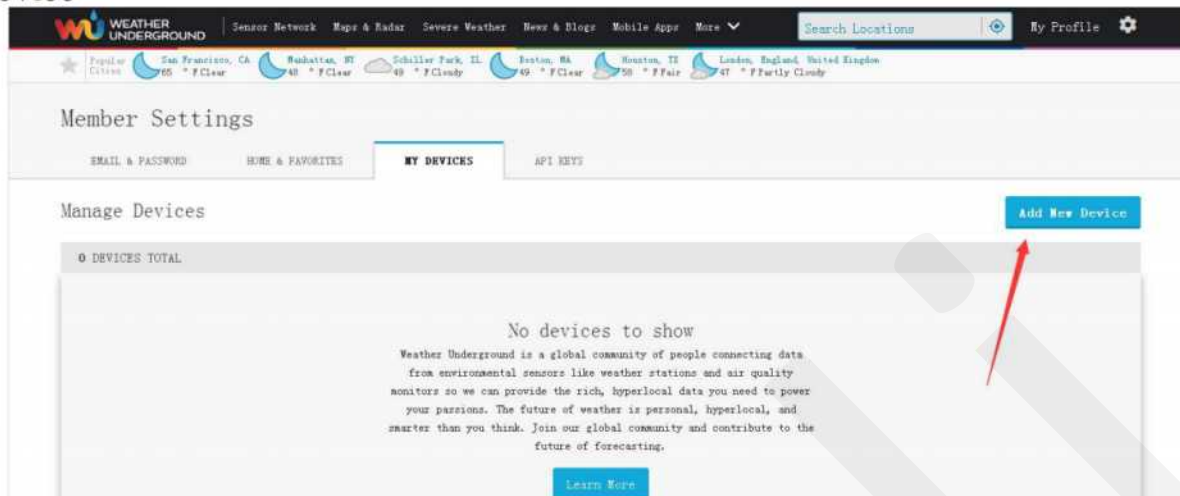 WEATHER UNDERGROUND Sensor Network Maps & Radar Severe Weather News & Blogs Mobile Apps More Search Locations My Profile
Popular Cities San Francisco, CA 65 °F Clear Manhattan, NY 48 °F Clear Schiller Park, IL 49 °F Cloudy Boston, MA 49 °F Clear Houston, TX 58 °F Fair London, England, United Kingdom 47 °F Partly Cloudy
Member Settings
EMAIL & PASSWORD HOME & FAVORITES MY DEVICES API KEYS
Manage Devices Add New Device
0 DEVICES TOTAL
No devices to show
Weather Underground is a global community of people connecting data
from environmental sensors like weather stations and air quality
monitors so we can provide the rich, hyperlocal data you need to power
your passions. The future of weather is personal, hyperlocal, and
smarter than you think. Join our global community and contribute to the
future of forecasting.
Learn More